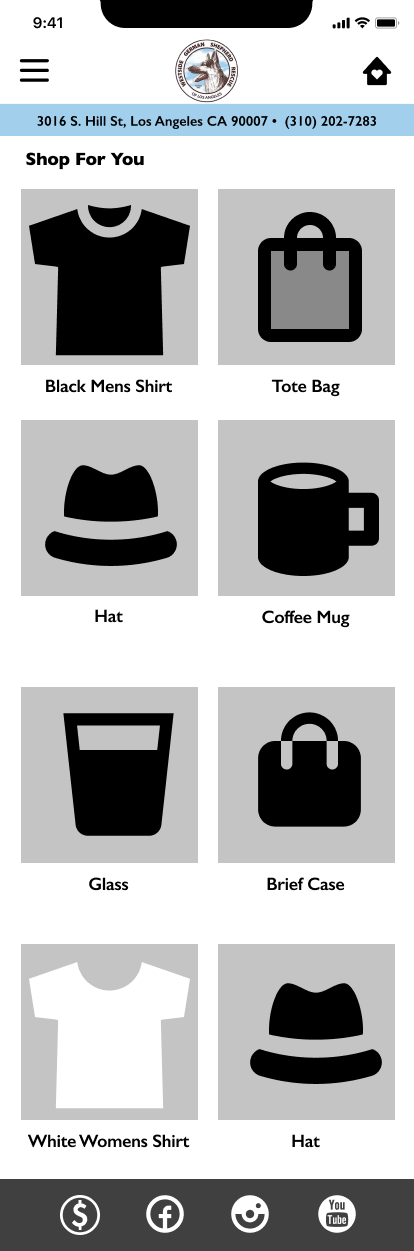 9:41
WESTSIDE GERMAN SHEPHERD RESCUE
OF LOS ANGELES
3016 S. Hill St, Los Angeles CA 90007 • (310) 202-7283
Shop For You
Black Mens Shirt
Tote Bag
Hat
Coffee Mug
Glass
Brief Case
White Womens Shirt
Hat
$
f
You
Tube